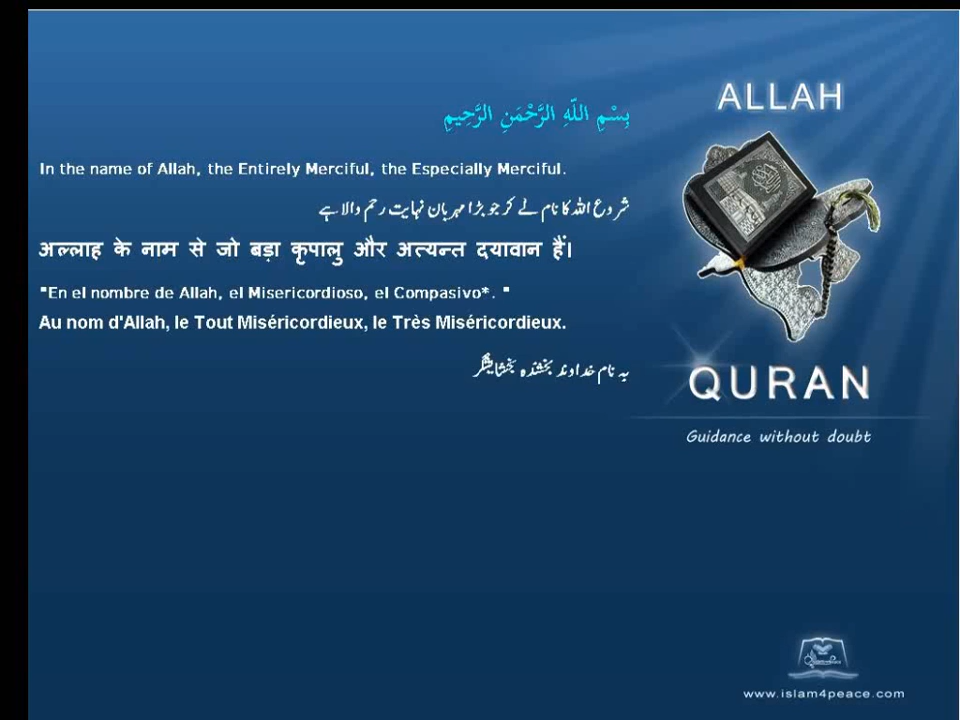 بِسْمِ اللَّهِ الرَّحْمَنِ الرَّحِيمِ
In the name of Allah, the Entirely Merciful, the Especially Merciful.
شروع اللہ کا نام لے کر جو بڑا مہربان نہایت رحم والا ہے
अल्लाह के नाम से जो बड़ा कृपालु और अत्यन्त दयावान हैं।
"En el nombre de Allah, el Misericordioso, el Compasivo*. "
Au nom d'Allah, le Tout Miséricordieux, le Très Miséricordieux.
به نام خداوند بخشنده بخشایشگر
ALLAH
QURAN
Guidance without doubt
www.islam4peace.com